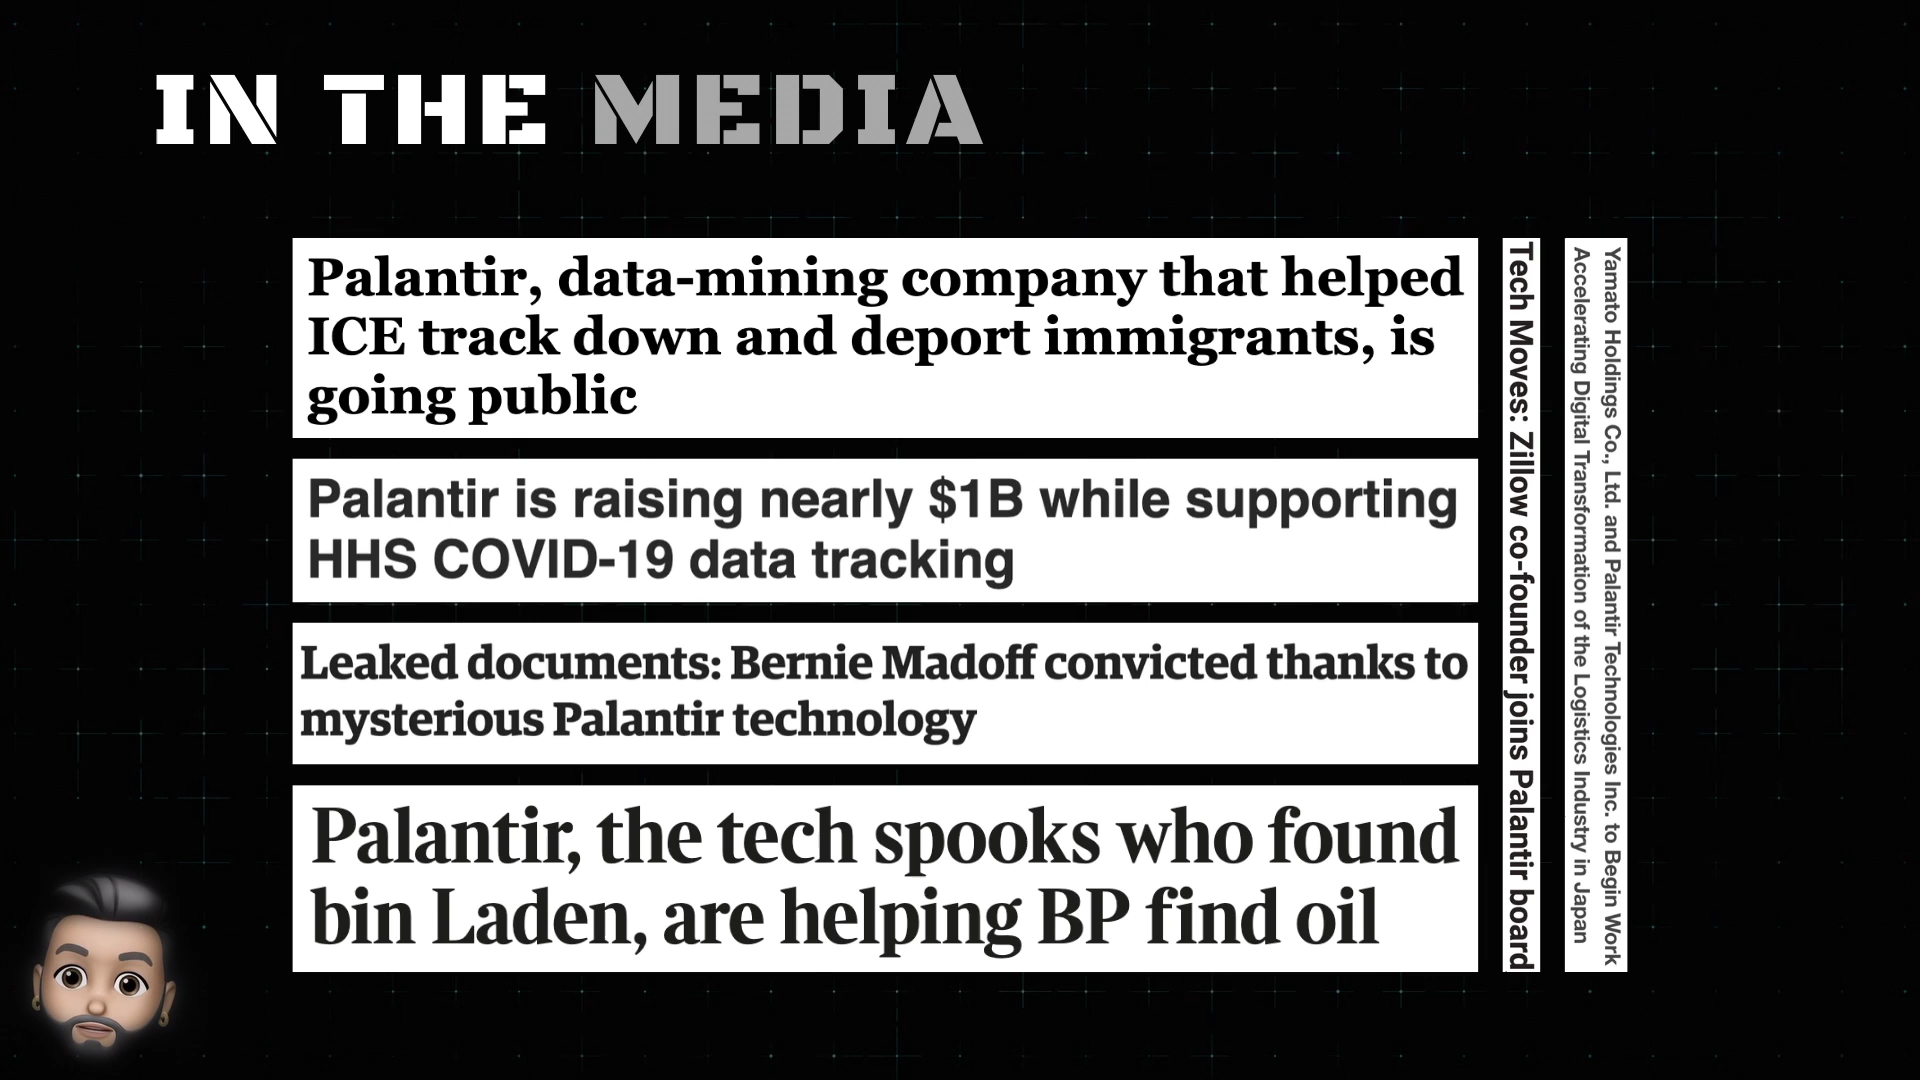 IN THE MEDIA
Palantir, data-mining company that helped
ICE track down and deport immigrants, is
going public
Palantir is raising nearly $1B while supporting
HHS COVID-19 data tracking
Leaked documents: Bernie Madoff convicted thanks to
mysterious Palantir technology
Palantir, the tech spooks who found
bin Laden, are helping BP find oil
Tech Moves: Zillow co-founder joins Palantir board
Yamato Holdings Co., Ltd. and Palantir Technologies Inc. to Begin Work
Accelerating Digital Transformation of the Logistics Industry in Japan